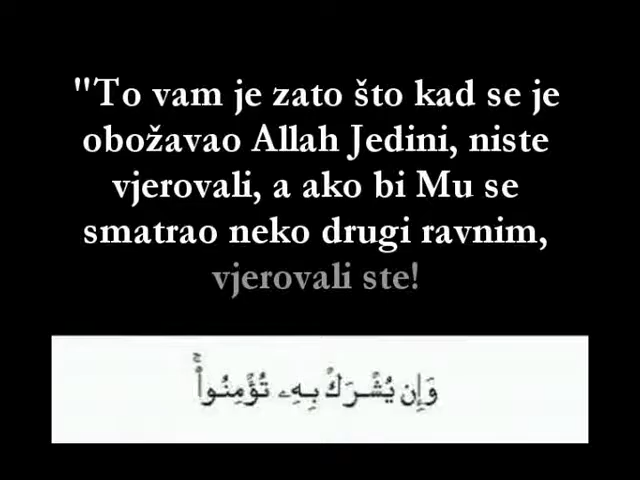 "To vam je zato što kad se je
obožavao Allah Jedini, niste
vjerovali, a ako bi Mu se
smatrao neko drugi ravnim,
vjerovali ste!
وَإِن يُشْرَكْ بِهِۦ تُؤْمِنُوا۟ۚ